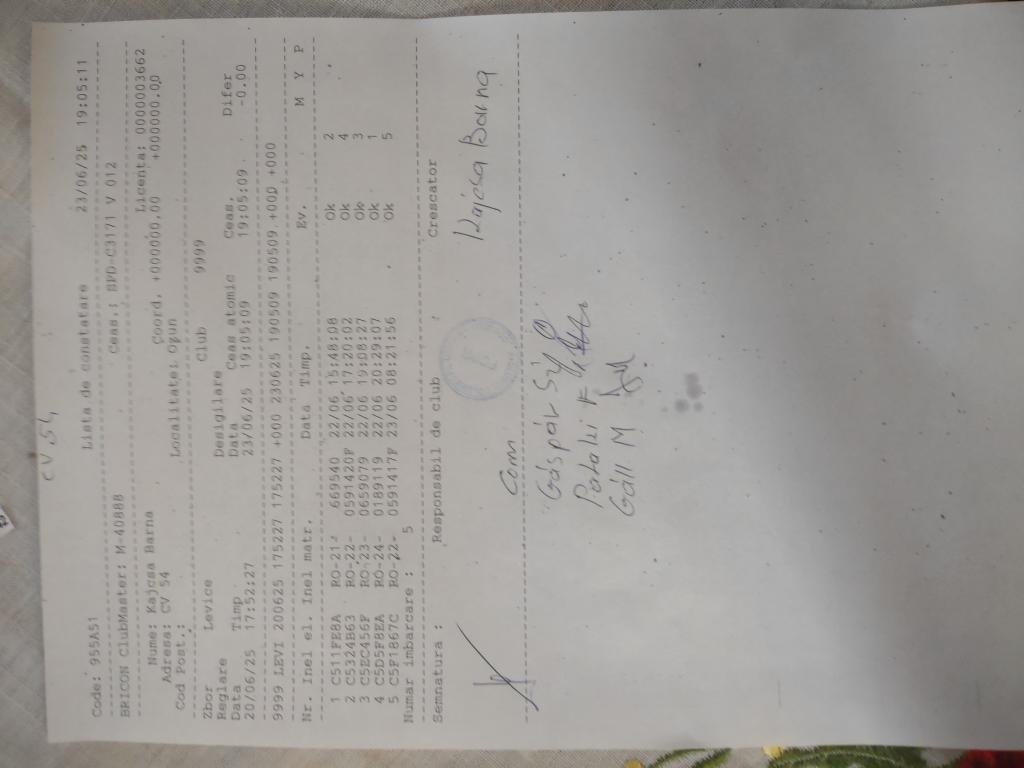 CV 54
Code: 955A51 Lista de constatare 23/06/25 19:05:11
BRICON ClubMaster: M-40888 Ceas.: BFD-C3171 V 012
Nume: Kajcsa Barna Licenta: 0000003662
Adresa: CV 54 Coord. +000000,00 +000000,00
Cod Post.: Localitate: Ogun
Zbor Levice Club 9999
Reglare Desigilare
Data Timp Data Ceas atomic Ceas. Difer
20/06/25 17:52:27 23/06/25 19:05:09 19:05:09 -0.00
9999 LEVI 200625 175227 175227 +000 230625 190509 190509 +00D +000
Nr. Inel el. Inel matr. Data Timp. Ev. M Y P
1 C511FEBA RO-21- 669540 22/06 15:48:08 Ok 2
2 C5324B63 RO-22- 0591428F 22/06 17:20:02 Ok 4
3 C5EC456F RO-23- 0659079 22/06 19:08:27 Ok 3
4 C5D5F8EA RO-24- 0189119 22/06 20:29:07 Ok 1
5 C5F1867C RO-22- 0591417F 23/06 08:21:56 Ok 5
Numar imbarcare : 5
Semnatura : Responsabil de club Crescator
Kajcsa Barna
Com
Gáspár
Pataki F
Gáll M